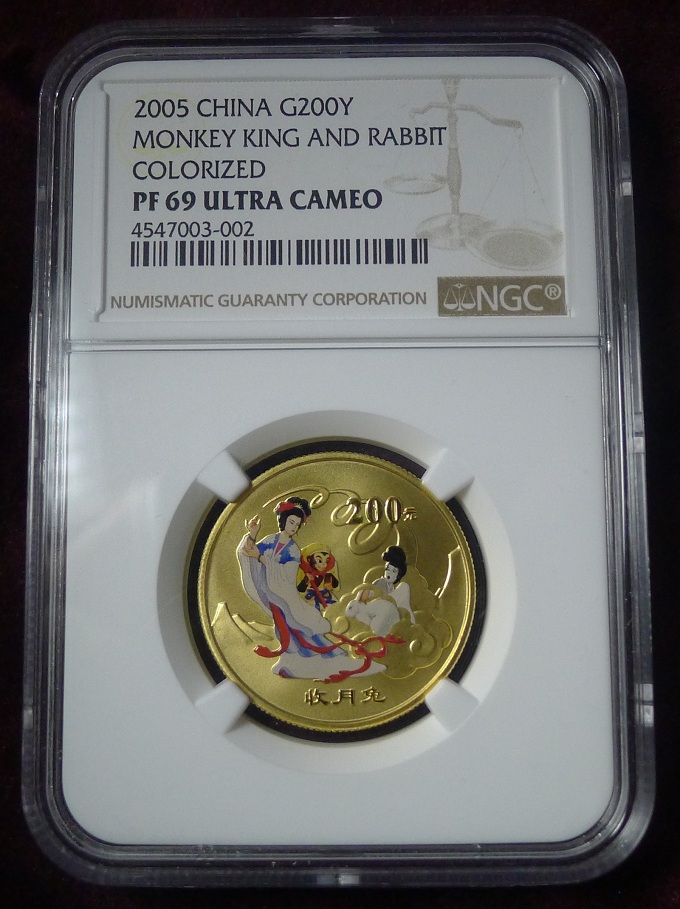 2005 CHINA G200Y
MONKEY KING AND RABBIT
COLORIZED
PF 69 ULTRA CAMEO
4547003-002
NUMISMATIC GUARANTY CORPORATION
NGC®
200元
收月兔